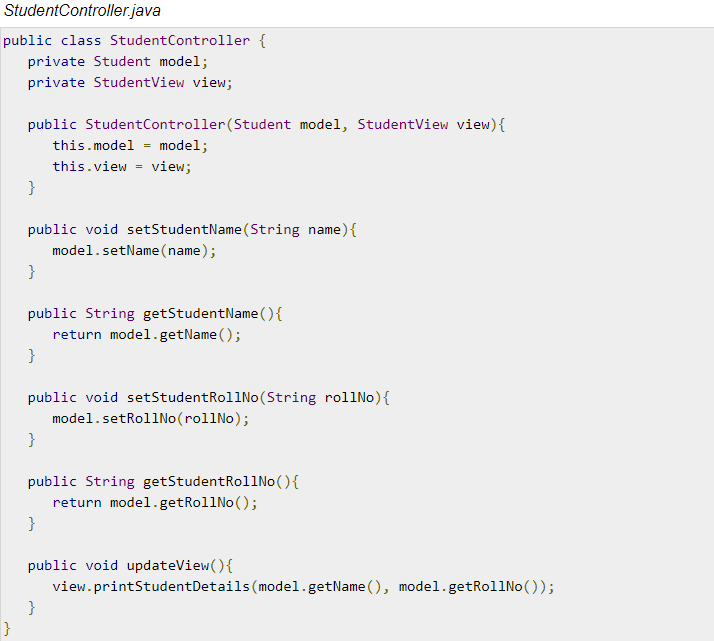 StudentController.java
public class StudentController {
private Student model;
private StudentView view;
public StudentController(Student model, StudentView view){
this.model = model;
this.view = view;
}
public void setStudentName(String name){
model.setName(name);
}
public String getStudentName(){
return model.getName();
}
public void setStudentRollNo(String rollNo){
model.setRollNo(rollNo);
}
public String getStudentRollNo(){
return model.getRollNo();
}
public void updateView(){
view.printStudentDetails(model.getName(), model.getRollNo());
}
}